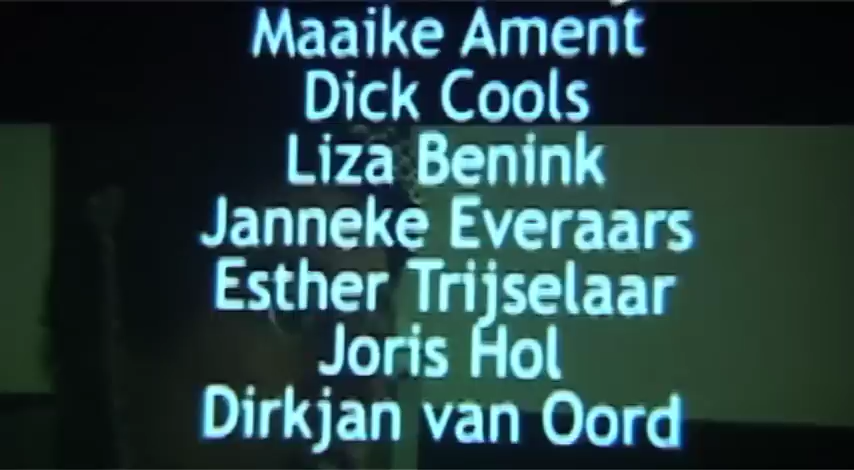 Maaike Ament
Dick Cools
Liza Benink
Janneke Everaars
Esther Trijselaar
Joris Hol
Dirkjan van Oord